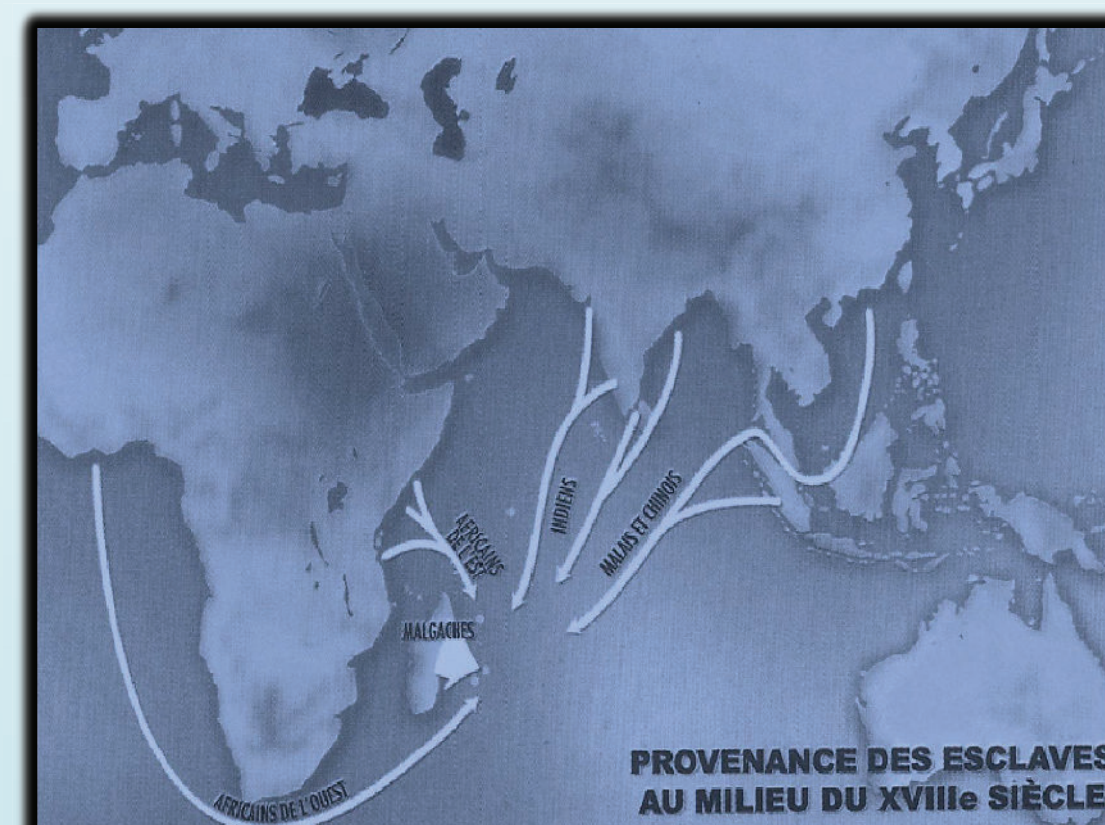 AFRICAINS
DE L'EST
INDIENS
MALAIS ET CHINOIS
MALGACHES
AFRICAINS DE L'OUEST
PROVENANCE DES ESCLAVES
AU MILIEU DU XVIIIe SIÈCLE